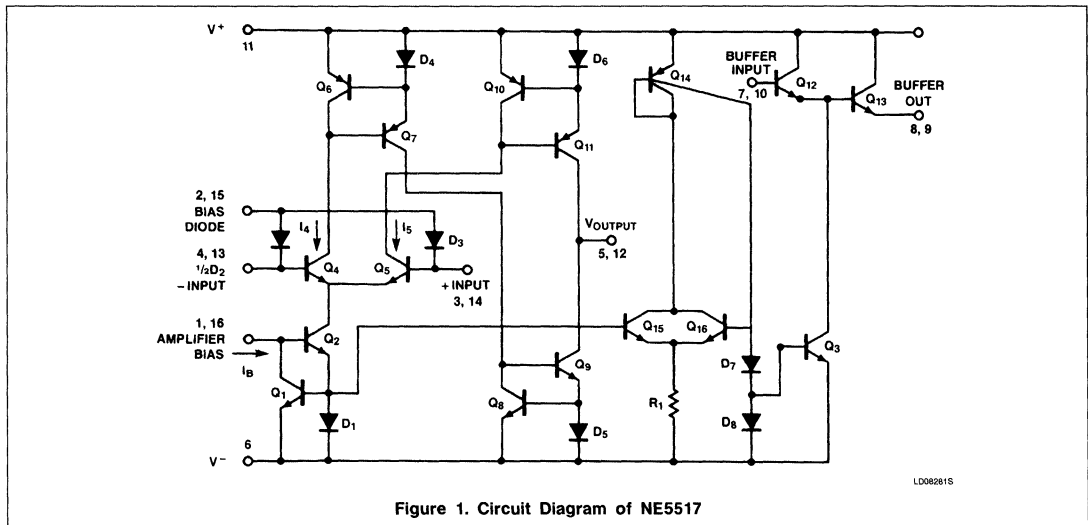 V+
11
D4
D6
Q6
Q10
Q14
BUFFER
INPUT
7, 10
Q12
Q13
BUFFER
OUT
8, 9
Q7
Q11
2, 15
BIAS
DIODE
I4
I5
D3
VOUTPUT
5, 12
4, 13
1/2D2
−INPUT
Q4
Q5
+INPUT
3, 14
1, 16
AMPLIFIER
BIAS
IB
Q2
Q15
Q16
Q3
D7
Q9
Q1
Q8
R1
D1
D5
D8
6
V−
LD08281S
Figure 1. Circuit Diagram of NE5517